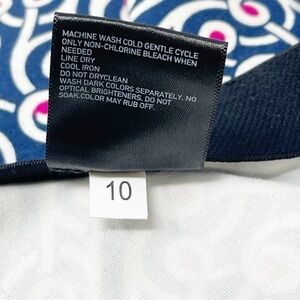 MACHINE WASH COLD GENTLE CYCLE
ONLY NON-CHLORINE BLEACH WHEN
NEEDED
LINE DRY
COOL IRON
DO NOT DRYCLEAN
WASH DARK COLORS SEPARATELY. NO
OPTICAL BRIGHTENERS. DO NOT
SOAK.COLOR MAY RUB OFF.
10